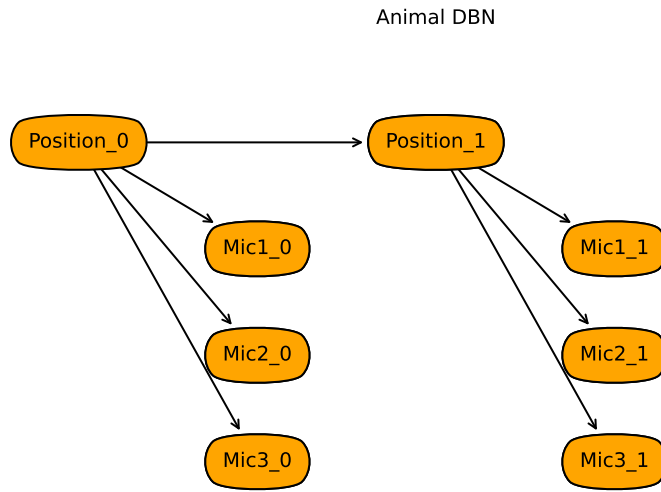 Animal DBN
Position_0
Position_1
Mic1_0
Mic1_1
Mic2_0
Mic2_1
Mic3_0
Mic3_1